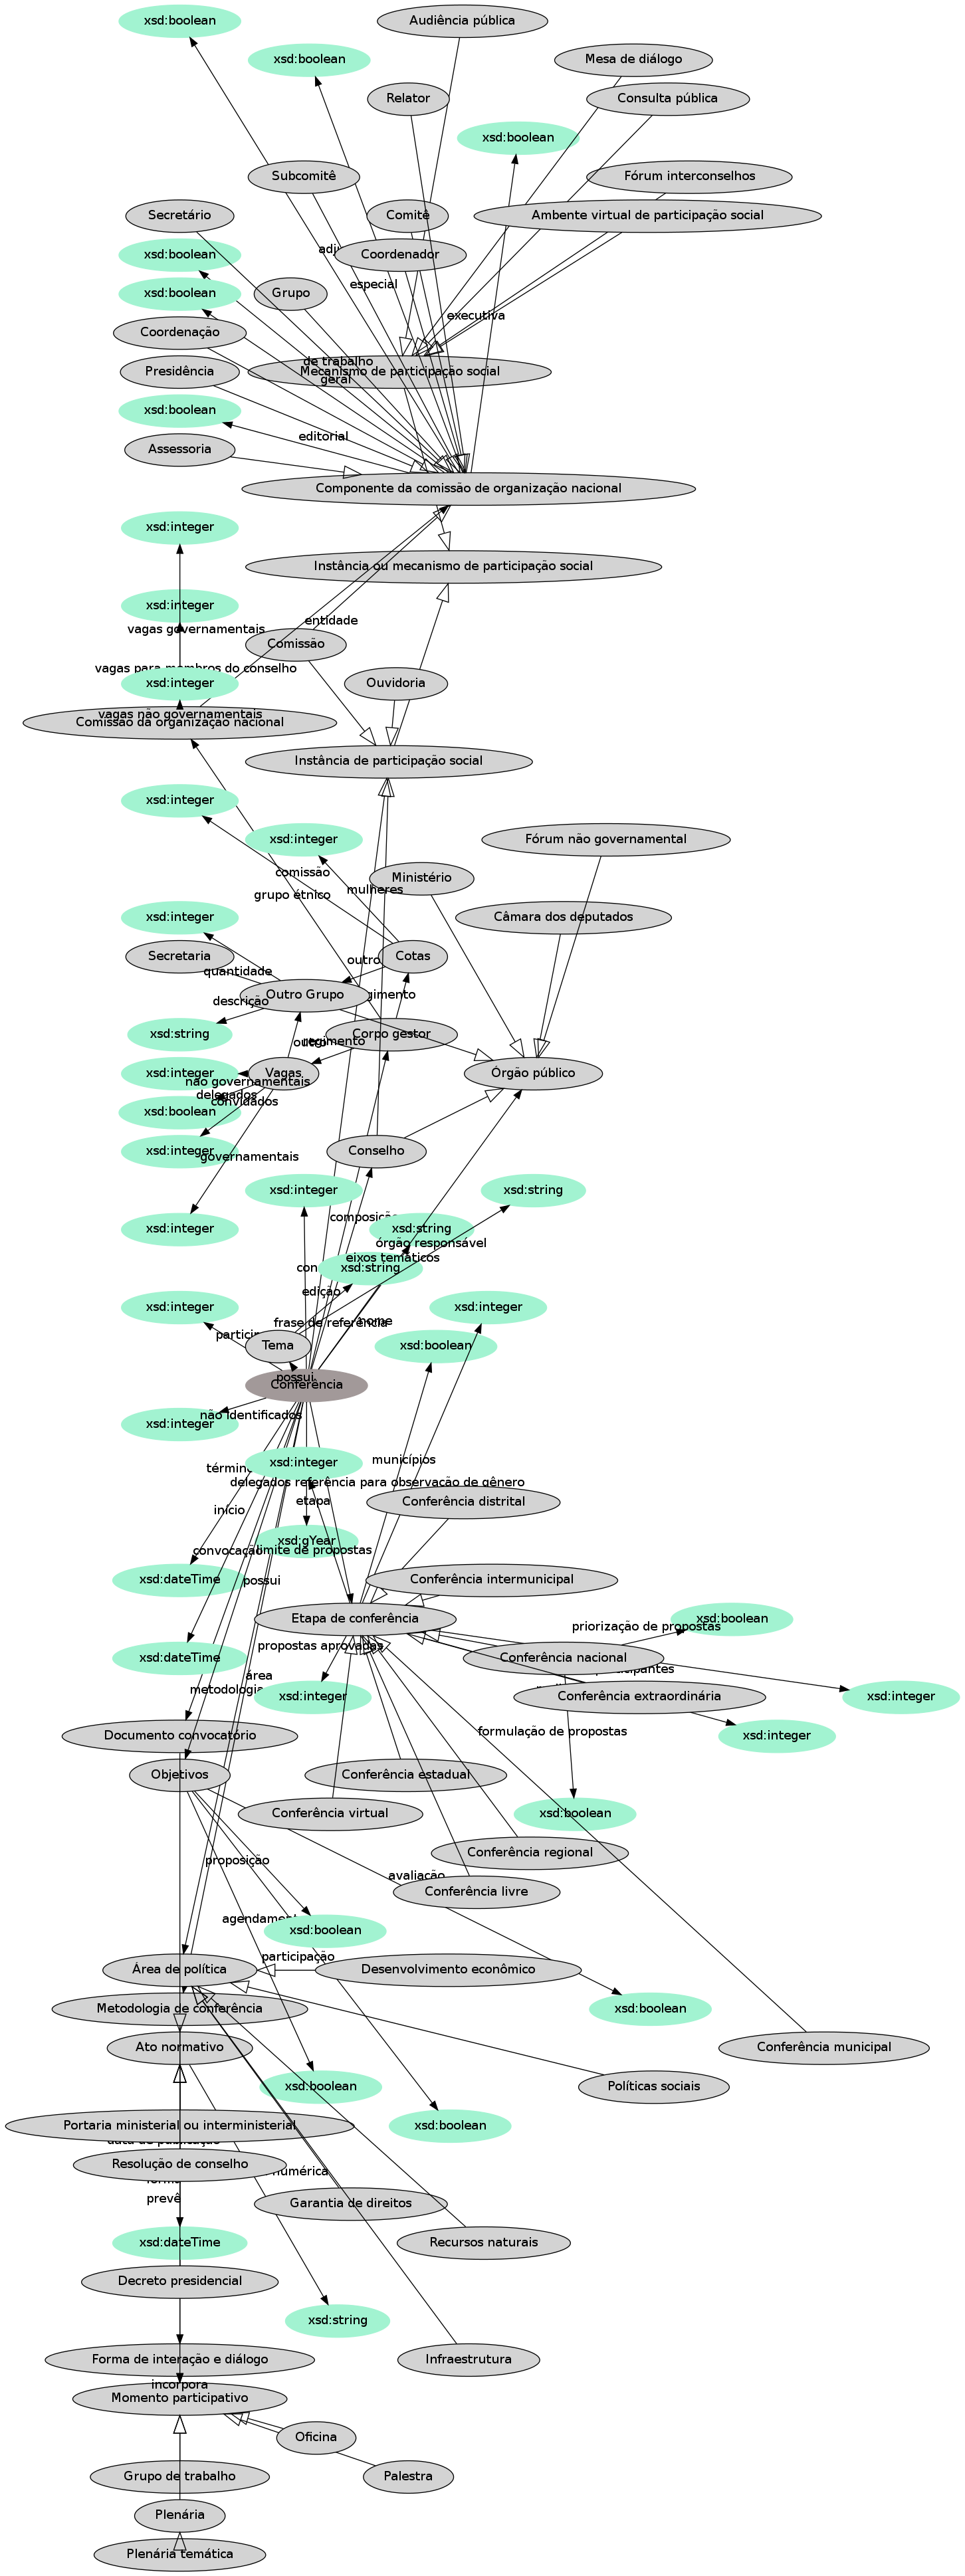 Audiência pública
xsd:boolean
xsd:boolean
Mesa de diálogo
Relator
Consulta pública
xsd:boolean
Subcomitê
Fórum interconselhos
Secretário
Comitê
Ambente virtual de participação social
xsd:boolean
Coordenador
especial
xsd:boolean
Grupo
executiva
Coordenação
de trabalho
Presidência
Mecanismo de participação social
geral
xsd:boolean
editorial
Assessoria
Componente da comissão de organização nacional
xsd:integer
Instância ou mecanismo de participação social
xsd:integer
entidade
vagas governamentais
Comissão
vagas para membros do conselho
xsd:integer
Ouvidoria
vagas não governamentais
Comissão da organização nacional
Instância de participação social
xsd:integer
xsd:integer
Fórum não governamental
comissão
Ministério
grupo étnico
mulheres
xsd:integer
Câmara dos deputados
Secretaria
Cotas
outro
quantidade
Outro Grupo
descrição
xsd:string
Corpo gestor
outro
regimento
xsd:integer
Vagas
Órgão público
não governamentais
delegados
convidados
xsd:boolean
xsd:integer
Conselho
governamentais
xsd:integer
xsd:string
composição
xsd:integer
xsd:string
órgão responsável
eixos temáticos
xsd:string
edição
xsd:integer
xsd:integer
frase de referência
nome
Tema
xsd:boolean
possui
Conferência
não identificados
xsd:integer
municípios
término
xsd:integer
delegados referência para observação de gênero
etapa
Conferência distrital
início
xsd:gYear
convocação
limite de propostas
possui
xsd:dateTime
Conferência intermunicipal
Etapa de conferência
xsd:boolean
priorização de propostas
propostas aprovadas
xsd:dateTime
Conferência nacional
área
metodologia
xsd:integer
Conferência extraordinária
xsd:integer
Documento convocatório
formulação de propostas
xsd:integer
Objetivos
Conferência estadual
Conferência virtual
xsd:boolean
Conferência regional
proposição
avaliação
Conferência livre
xsd:boolean
participação
Área de política
Desenvolvimento econômico
Metodologia de conferência
xsd:boolean
Ato normativo
Conferência municipal
xsd:boolean
Políticas sociais
Portaria ministerial ou interministerial
xsd:boolean
Resolução de conselho
numérica
prevê
Garantia de direitos
xsd:dateTime
Recursos naturais
Decreto presidencial
xsd:string
Forma de interação e diálogo
Infraestrutura
incorpora
Momento participativo
Oficina
Grupo de trabalho
Palestra
Plenária
Plenária temática